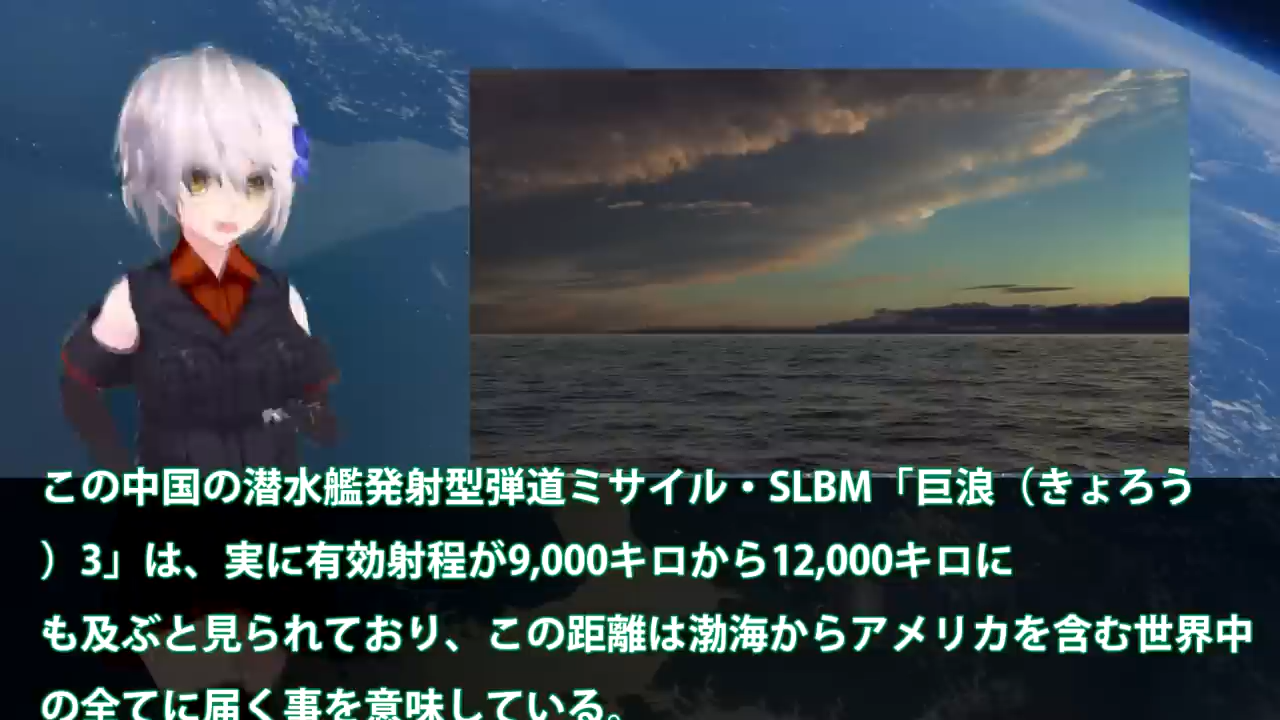 この中国の潜水艦発射型弾道ミサイル・SLBM「巨浪（きょろう
）3」は、実に有効射程が9,000キロから12,000キロに
も及ぶと見られており、この距離は渤海からアメリカを含む世界中
の全てに届く事を意味している。